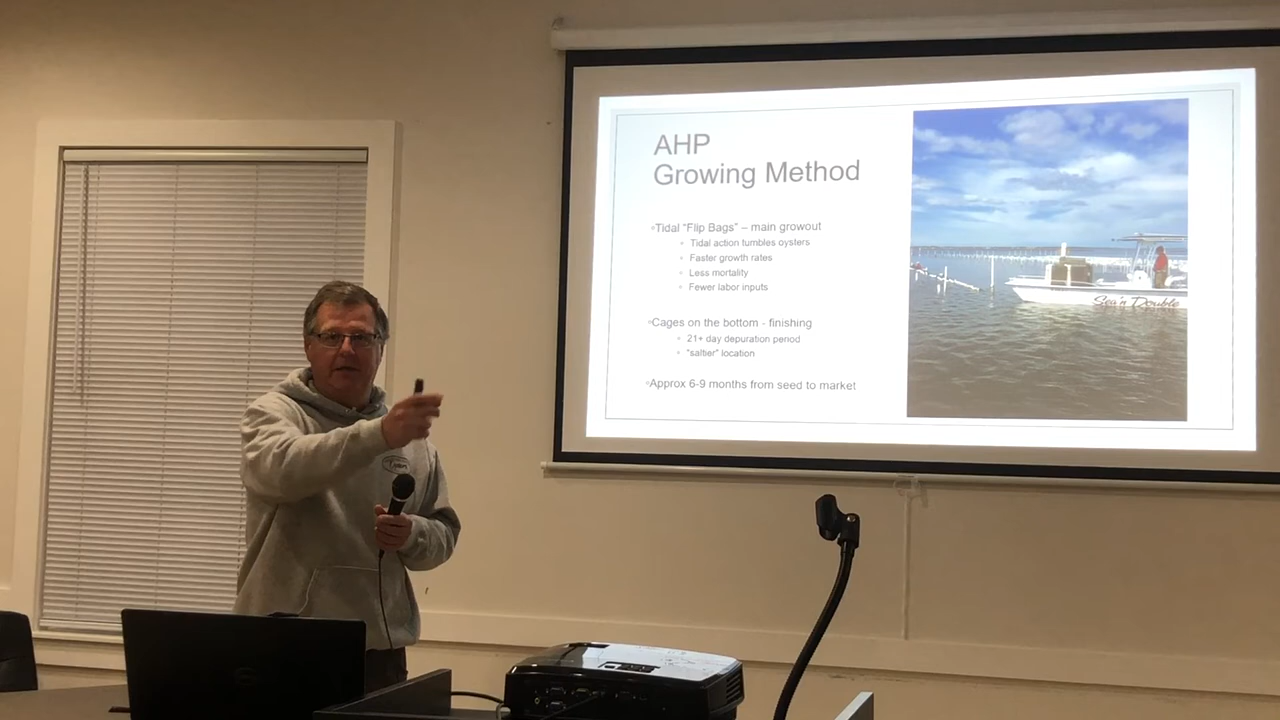 AHP
Growing Method
Tidal "Flip Bags" – main growout
Tidal action tumbles oysters
Faster growth rates
Less mortality
Fewer labor inputs
Cages on the bottom - finishing
21+ day depuration period
"saltier" location
Approx 6-9 months from seed to market
Sea'n Double